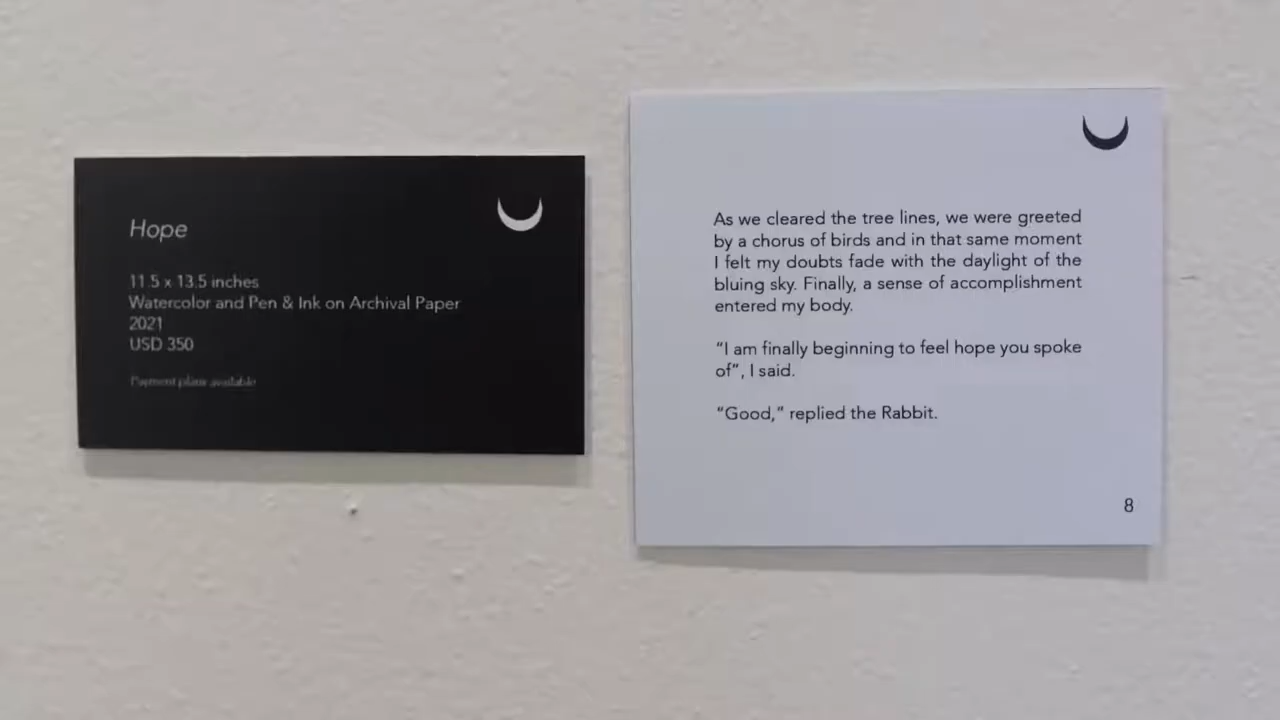 Hope
11.5 x 13.5 inches
Watercolor and Pen & Ink on Archival Paper
2021
USD 350
Payment plans available
As we cleared the tree lines, we were greeted
by a chorus of birds and in that same moment
I felt my doubts fade with the daylight of the
bluing sky. Finally, a sense of accomplishment
entered my body.
“I am finally beginning to feel hope you spoke
of”, I said.
“Good,” replied the Rabbit.
8